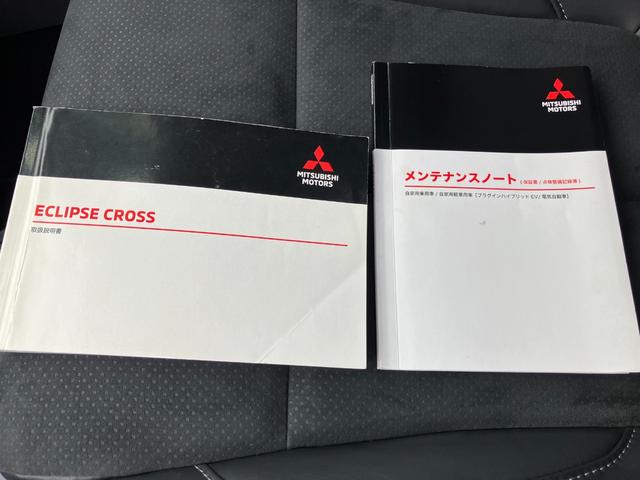 MITSUBISHI
MOTORS
ECLIPSE CROSS
取扱説明書
MITSUBISHI
MOTORS
メンテナンスノート (保証書 / 点検整備記録簿)
自家用乗用車 / 自家用軽乗用車 [プラグインハイブリッドEV/電気自動車]